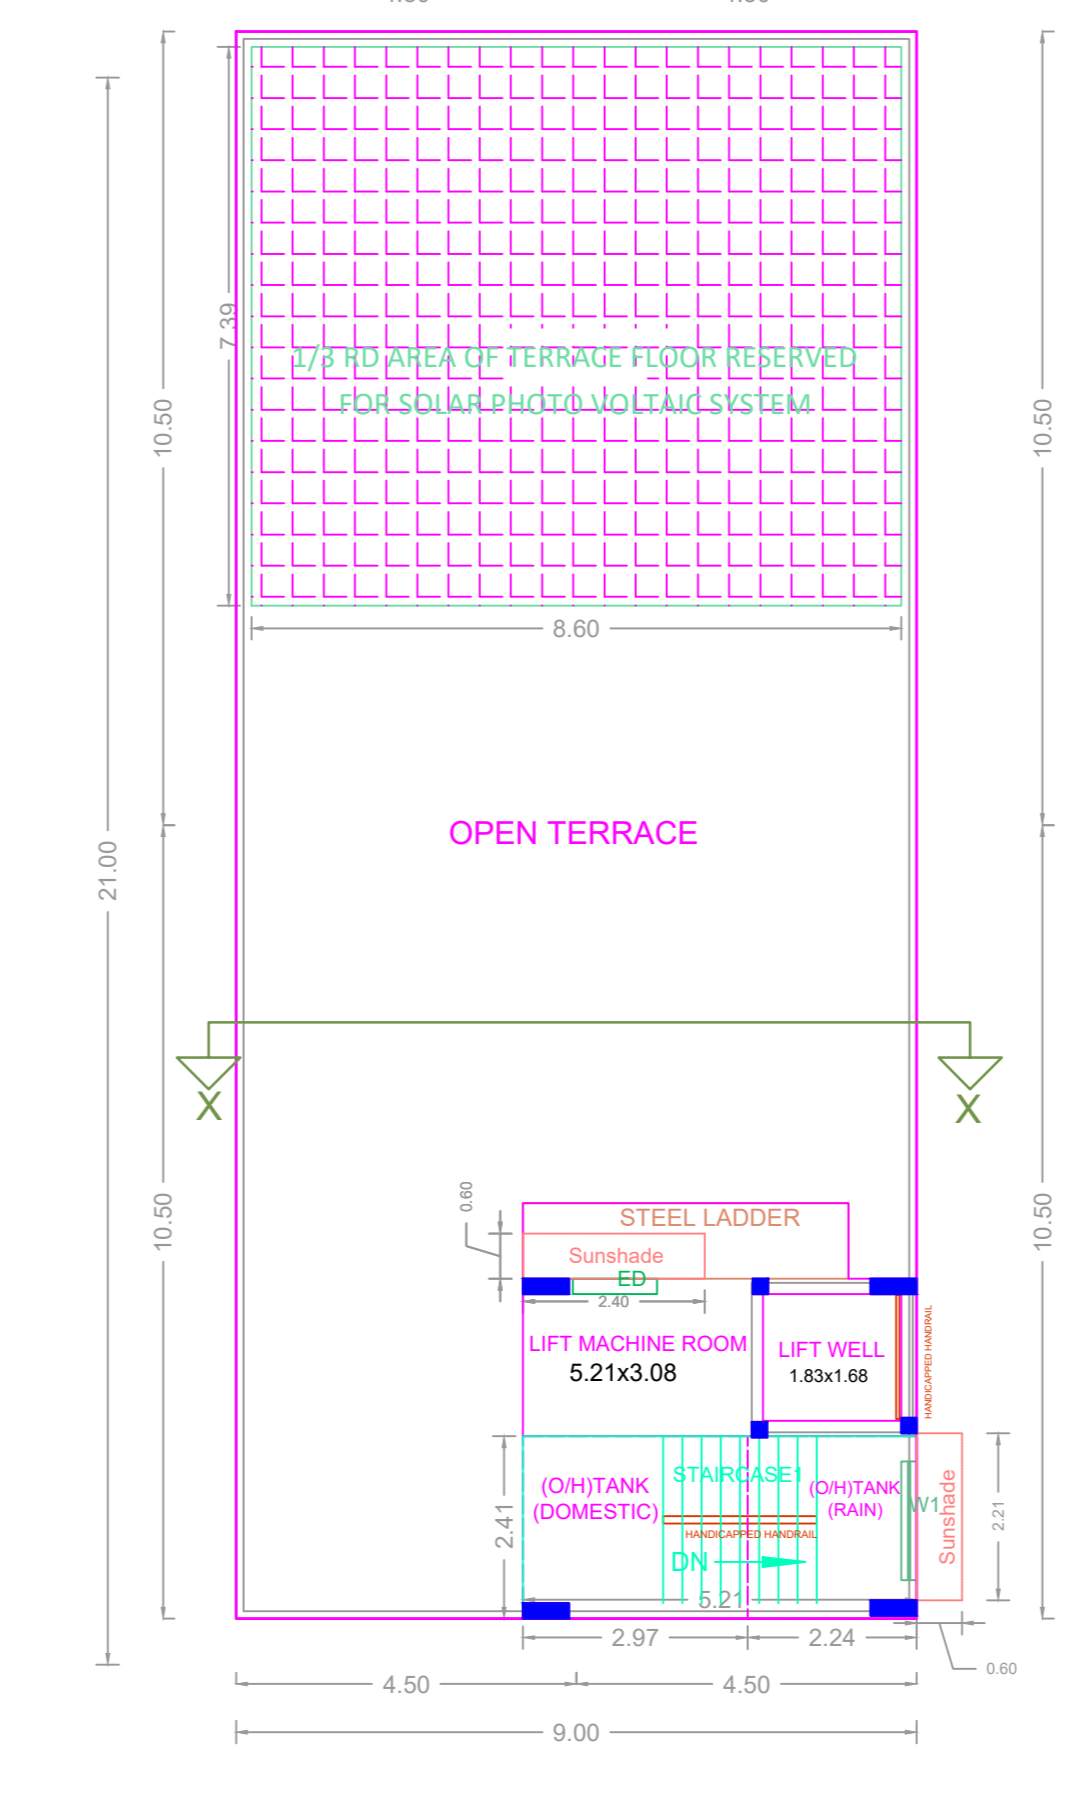 7.39
1/3 RD AREA OF TERRACE FLOOR RESERVED
FOR SOLAR PHOTO VOLTAIC SYSTEM
10.50
10.50
8.60
OPEN TERRACE
21.00
X
X
0.60
STEEL LADDER
Sunshade
ED
2.40
10.50
10.50
LIFT MACHINE ROOM
5.21x3.08
LIFT WELL
1.83x1.68
HANDICAPPED HANDRAIL
STAIRCASE1
(O/H)TANK
(DOMESTIC)
(O/H)TANK
(RAIN)
W1
Sunshade
2.21
2.41
HANDICAPPED HANDRAIL
DN
5.21
2.97
2.24
0.60
4.50
4.50
9.00